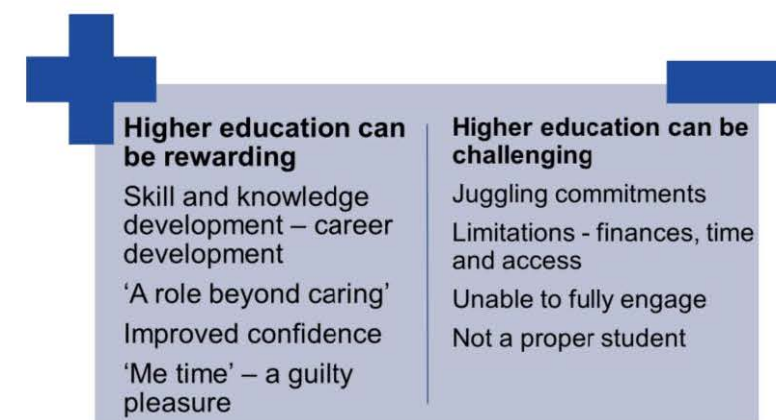 Higher education can
be rewarding
Skill and knowledge
development – career
development
‘A role beyond caring’
Improved confidence
‘Me time’ – a guilty
pleasure
Higher education can be
challenging
Juggling commitments
Limitations - finances, time
and access
Unable to fully engage
Not a proper student